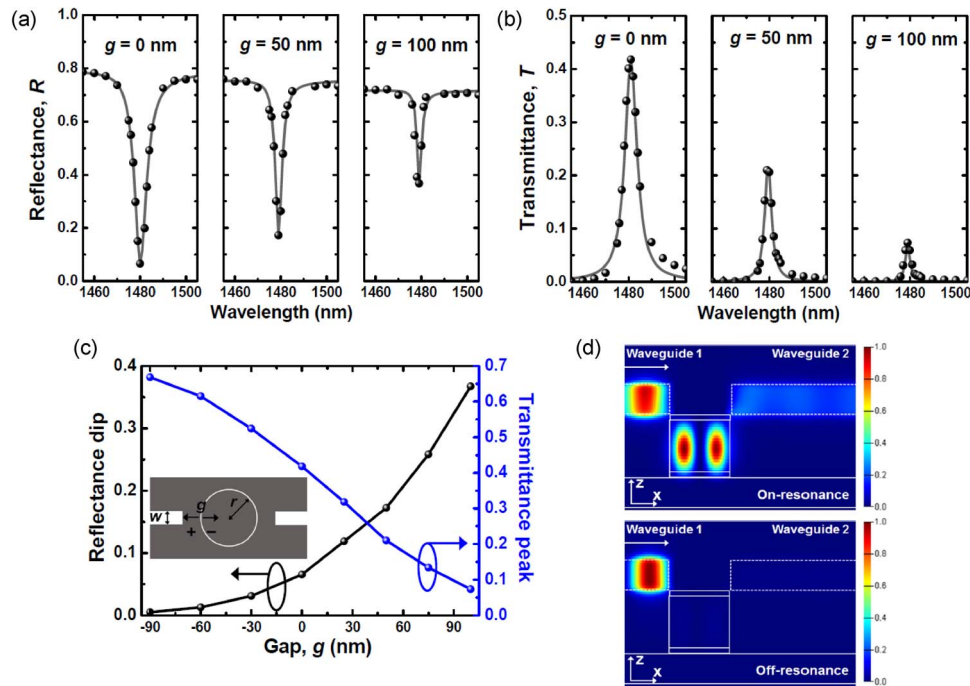 (a)
g = 0 nm
g = 50 nm
g = 100 nm
1.0
0.8
0.6
0.4
0.2
0.0
Reflectance, R
1460 1480 1500
1460 1480 1500
1460 1480 1500
Wavelength (nm)
(b)
g = 0 nm
g = 50 nm
g = 100 nm
0.5
0.4
0.3
0.2
0.1
0.0
Transmittance, T
1460 1480 1500
1460 1480 1500
1460 1480 1500
Wavelength (nm)
(c)
0.4
0.3
0.2
0.1
0.0
Reflectance dip
0.7
0.6
0.5
0.4
0.3
0.2
0.1
0.0
Transmittance peak
w
g
r
+ −
-90 -60 -30 0 30 60 90
Gap, g (nm)
(d)
Waveguide 1 Waveguide 2
z
x
On-resonance
1.0
0.8
0.6
0.4
0.2
0
Waveguide 1 Waveguide 2
z
x
Off-resonance
1.0
0.8
0.6
0.4
0.2
0